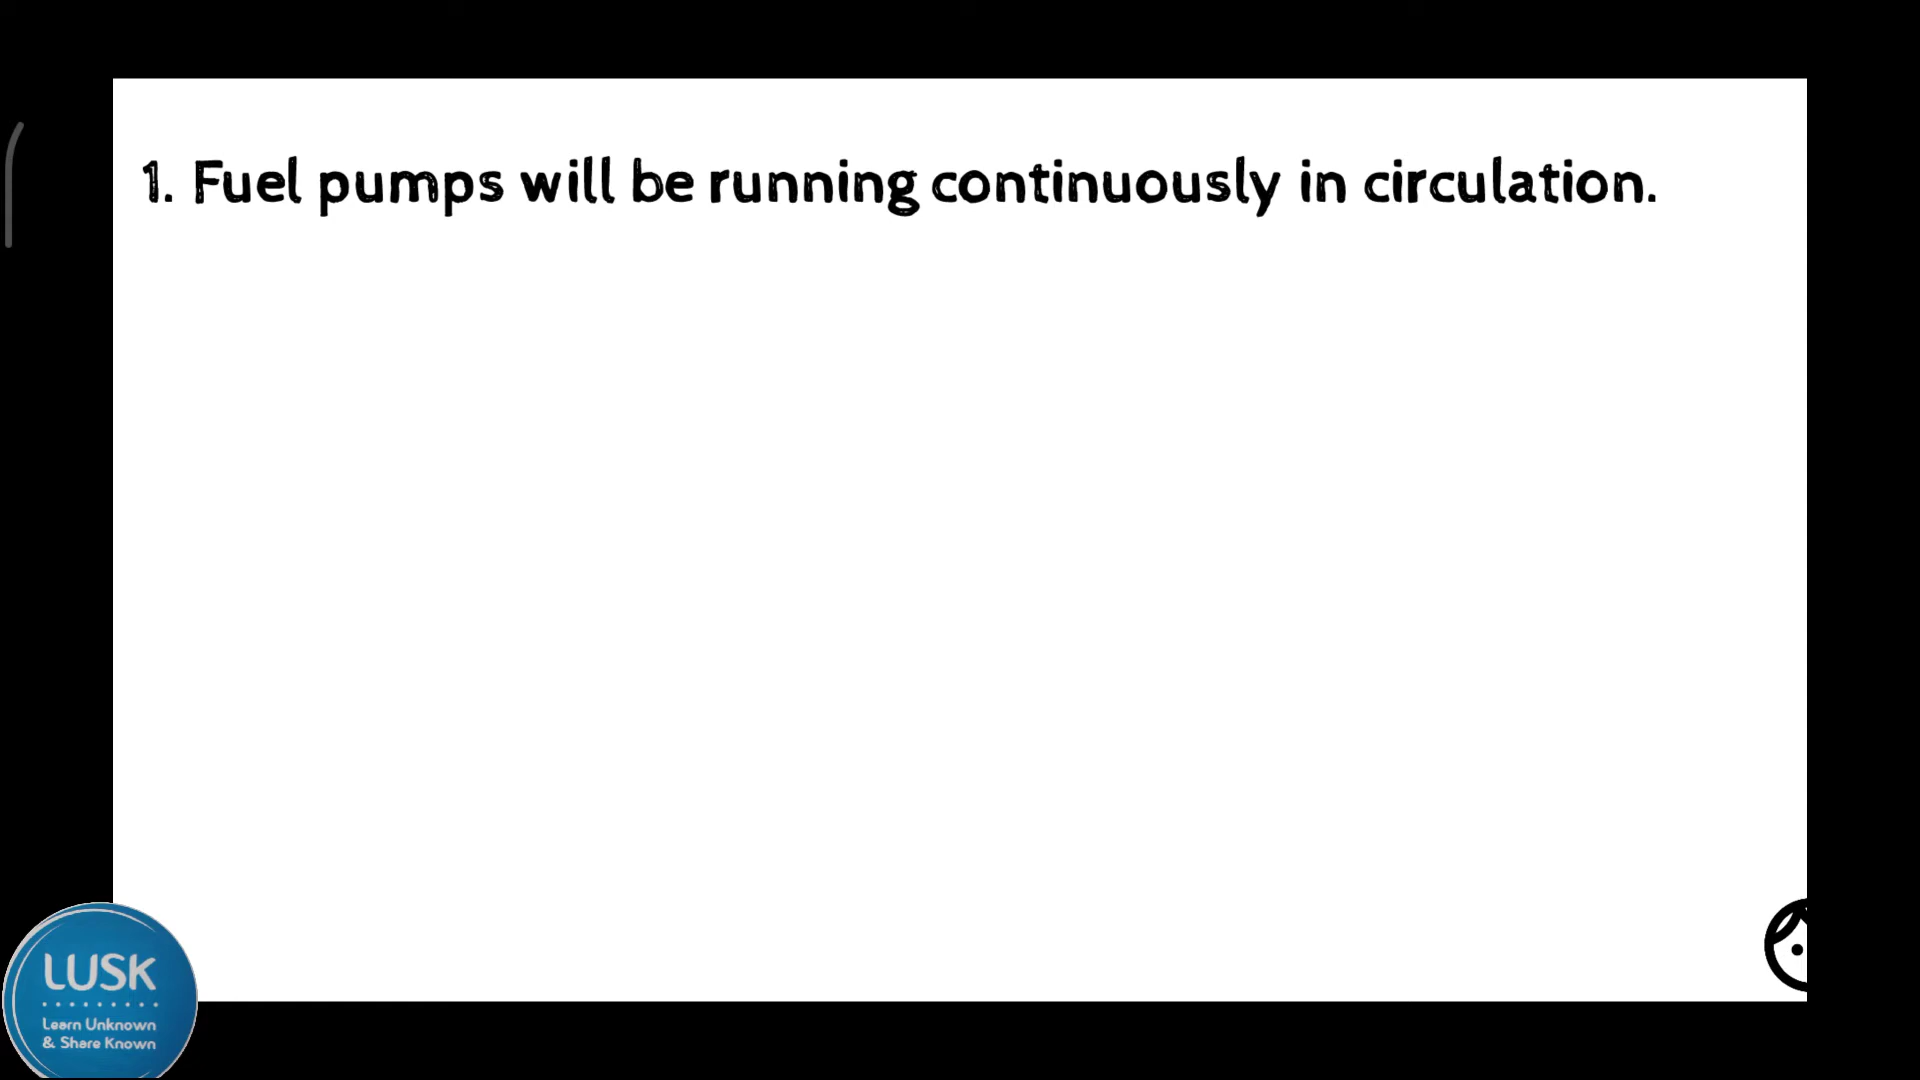 1. Fuel pumps will be running continuously in circulation.
LUSK
Learn Unknown
& Share Known